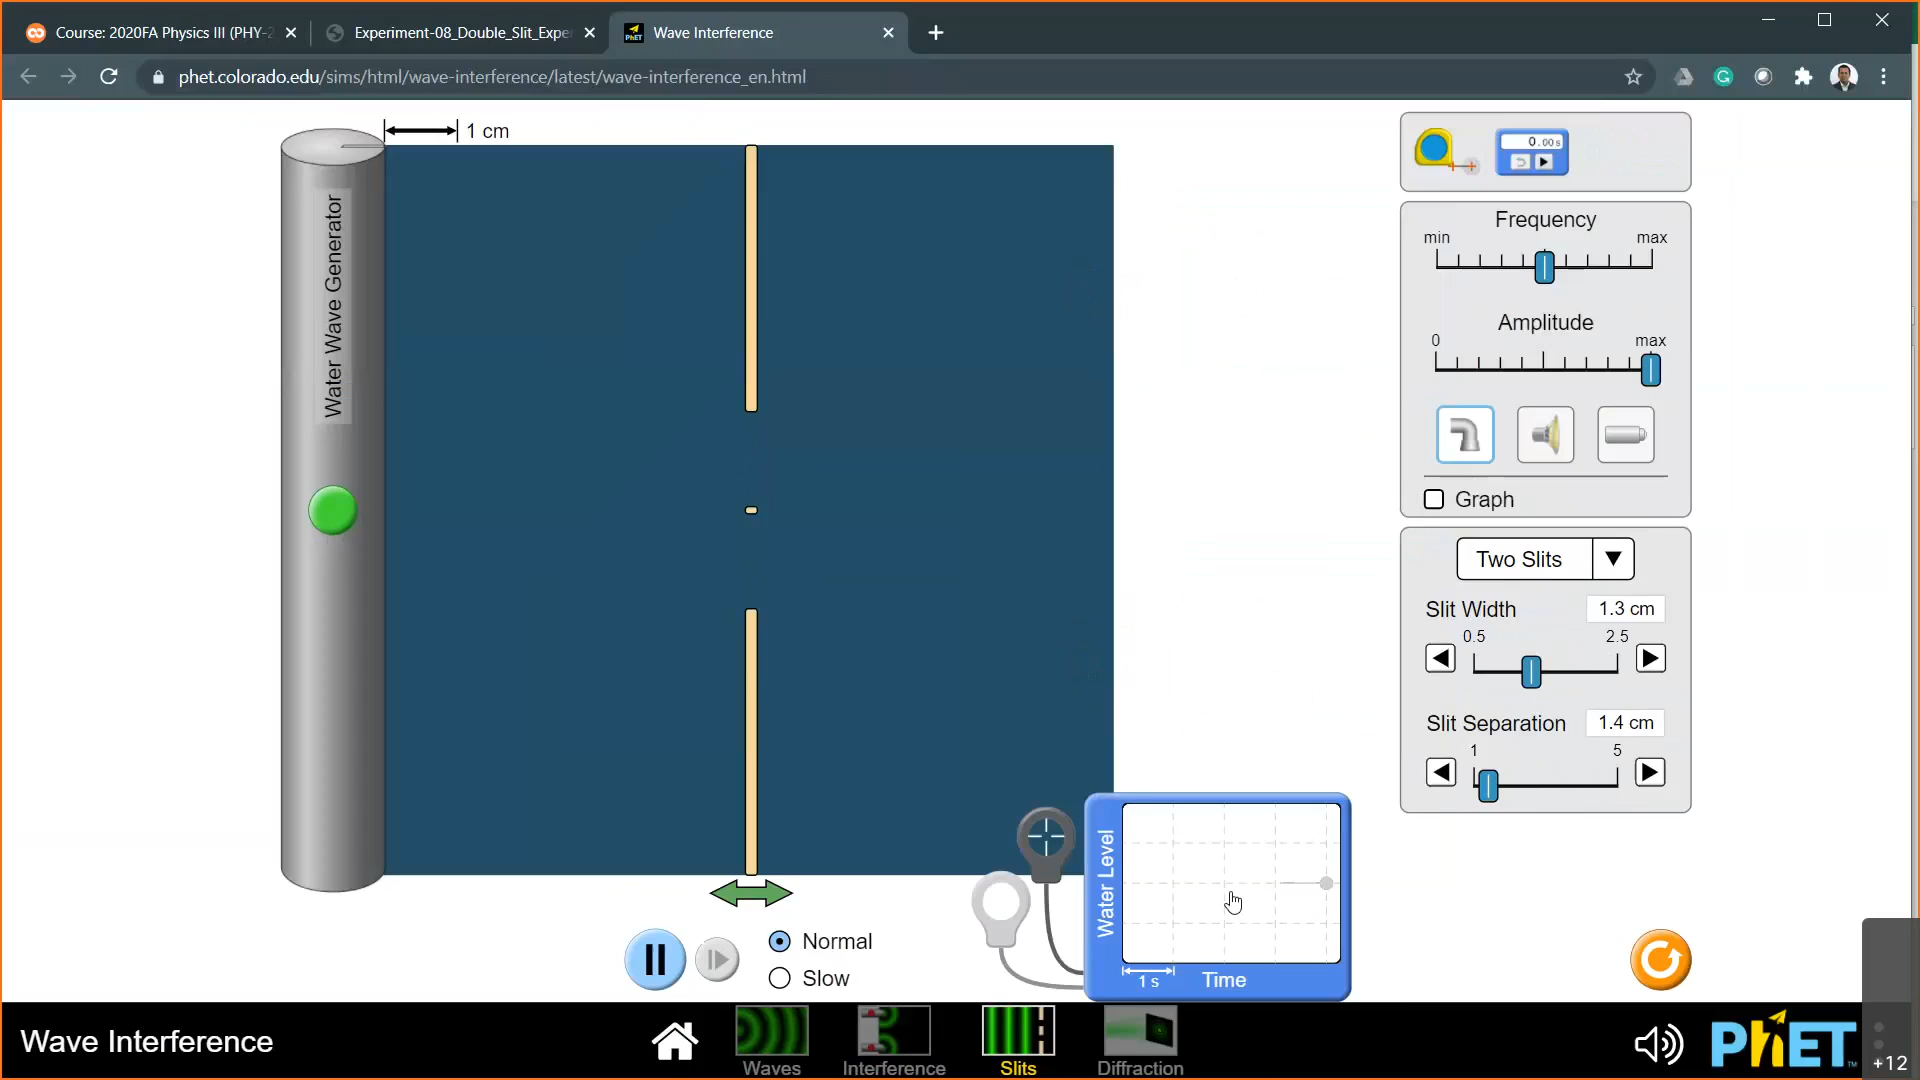 Course: 2020FA Physics III (PHY-2
Experiment-08_Double_Slit_Expe
Wave Interference
phet.colorado.edu/sims/html/wave-interference/latest/wave-interference_en.html
1 cm
Water Wave Generator
0.00s
Frequency
min
max
Amplitude
0
max
Graph
Two Slits
Slit Width
1.3 cm
0.5
2.5
Slit Separation
1.4 cm
1
5
Water Level
1 s
Time
Normal
Slow
Wave Interference
Waves
Interference
Slits
Diffraction
PhET
+12